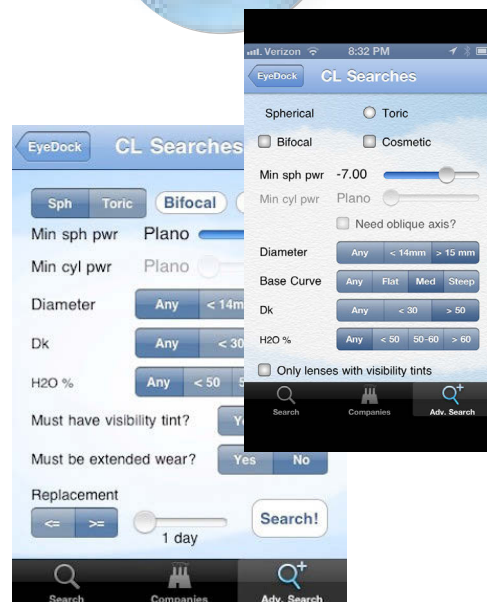 Verizon 8:32 PM
EyeDock CL Searches
Spherical Toric
Bifocal Cosmetic
Min sph pwr -7.00
Min cyl pwr Plano
Need oblique axis?
Diameter Any < 14mm > 15 mm
Base Curve Any Flat Med Steep
Dk Any < 30 > 50
H2O % Any < 50 50-60 > 60
Only lenses with visibility tints
Search Companies Adv. Search
EyeDock CL Searches
Sph Toric Bifocal
Min sph pwr Plano
Min cyl pwr Plano
Diameter Any < 14m
Dk Any < 30
H2O % Any < 50 5
Must have visibility tint? Y
Must be extended wear? Yes No
Replacement
<= >= Search!
1 day
Search Companies Adv. Search